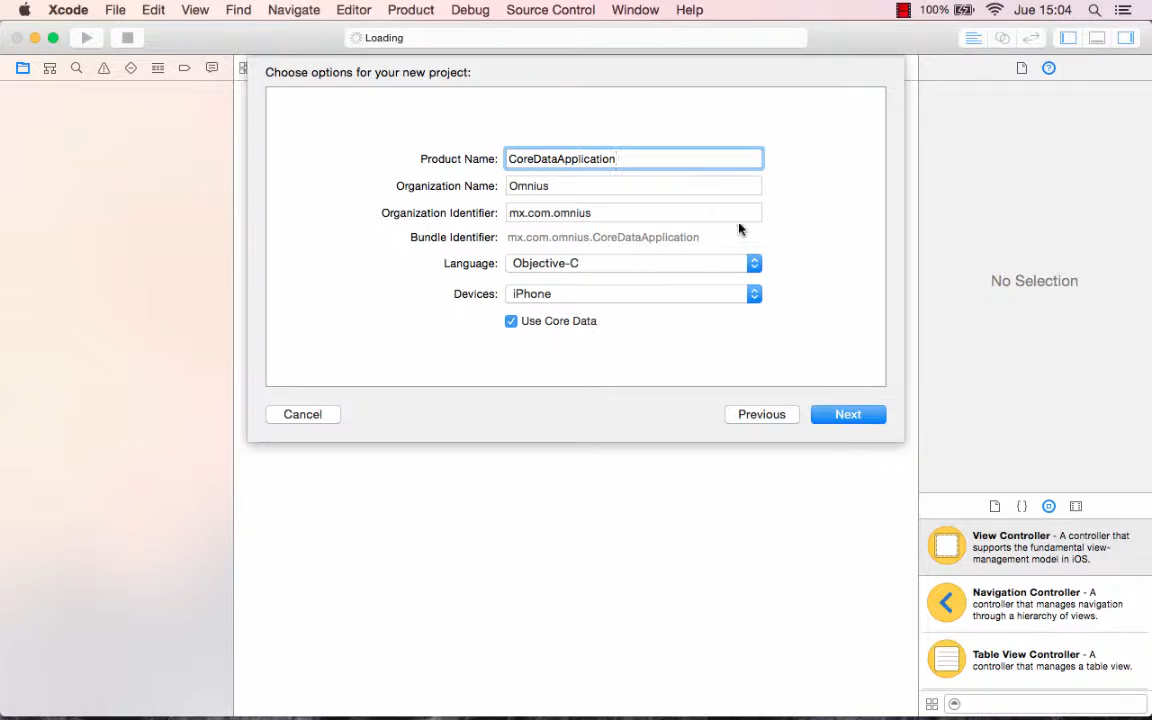 Xcode File Edit View Find Navigate Editor Product Debug Source Control Window Help 100% Jue 15:04
Loading
Choose options for your new project:
Product Name: CoreDataApplication
Organization Name: Omnius
Organization Identifier: mx.com.omnius
Bundle Identifier: mx.com.omnius.CoreDataApplication
Language: Objective-C
Devices: iPhone
Use Core Data
Cancel Previous Next
No Selection
View Controller - A controller that
supports the fundamental view-
management model in iOS.
Navigation Controller - A
controller that manages navigation
through a hierarchy of views.
Table View Controller - A
controller that manages a table view.